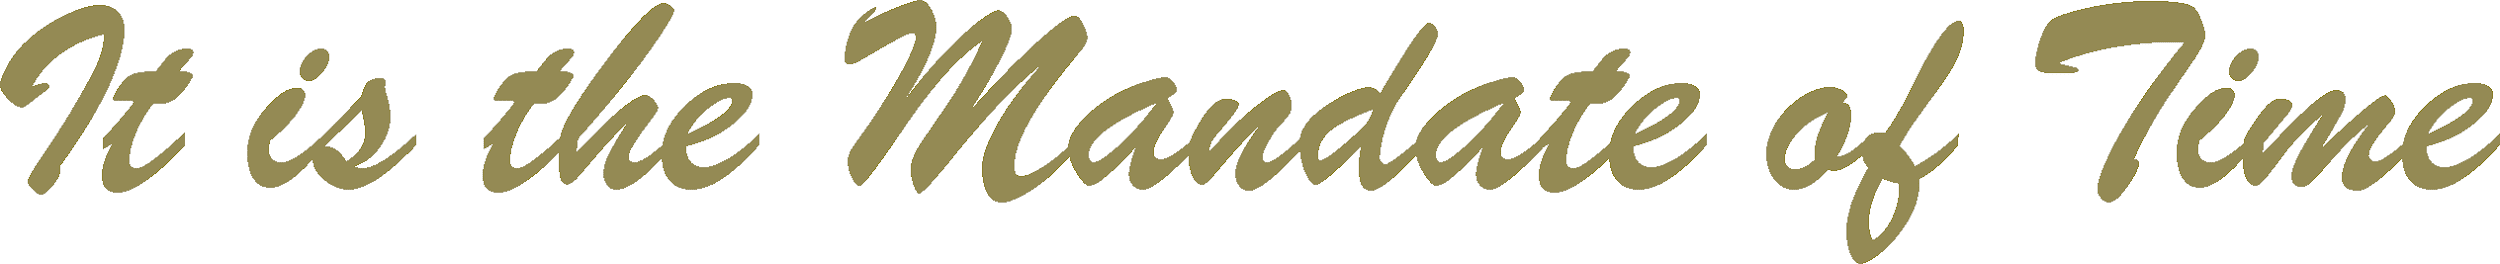 It is the Mandate of Time